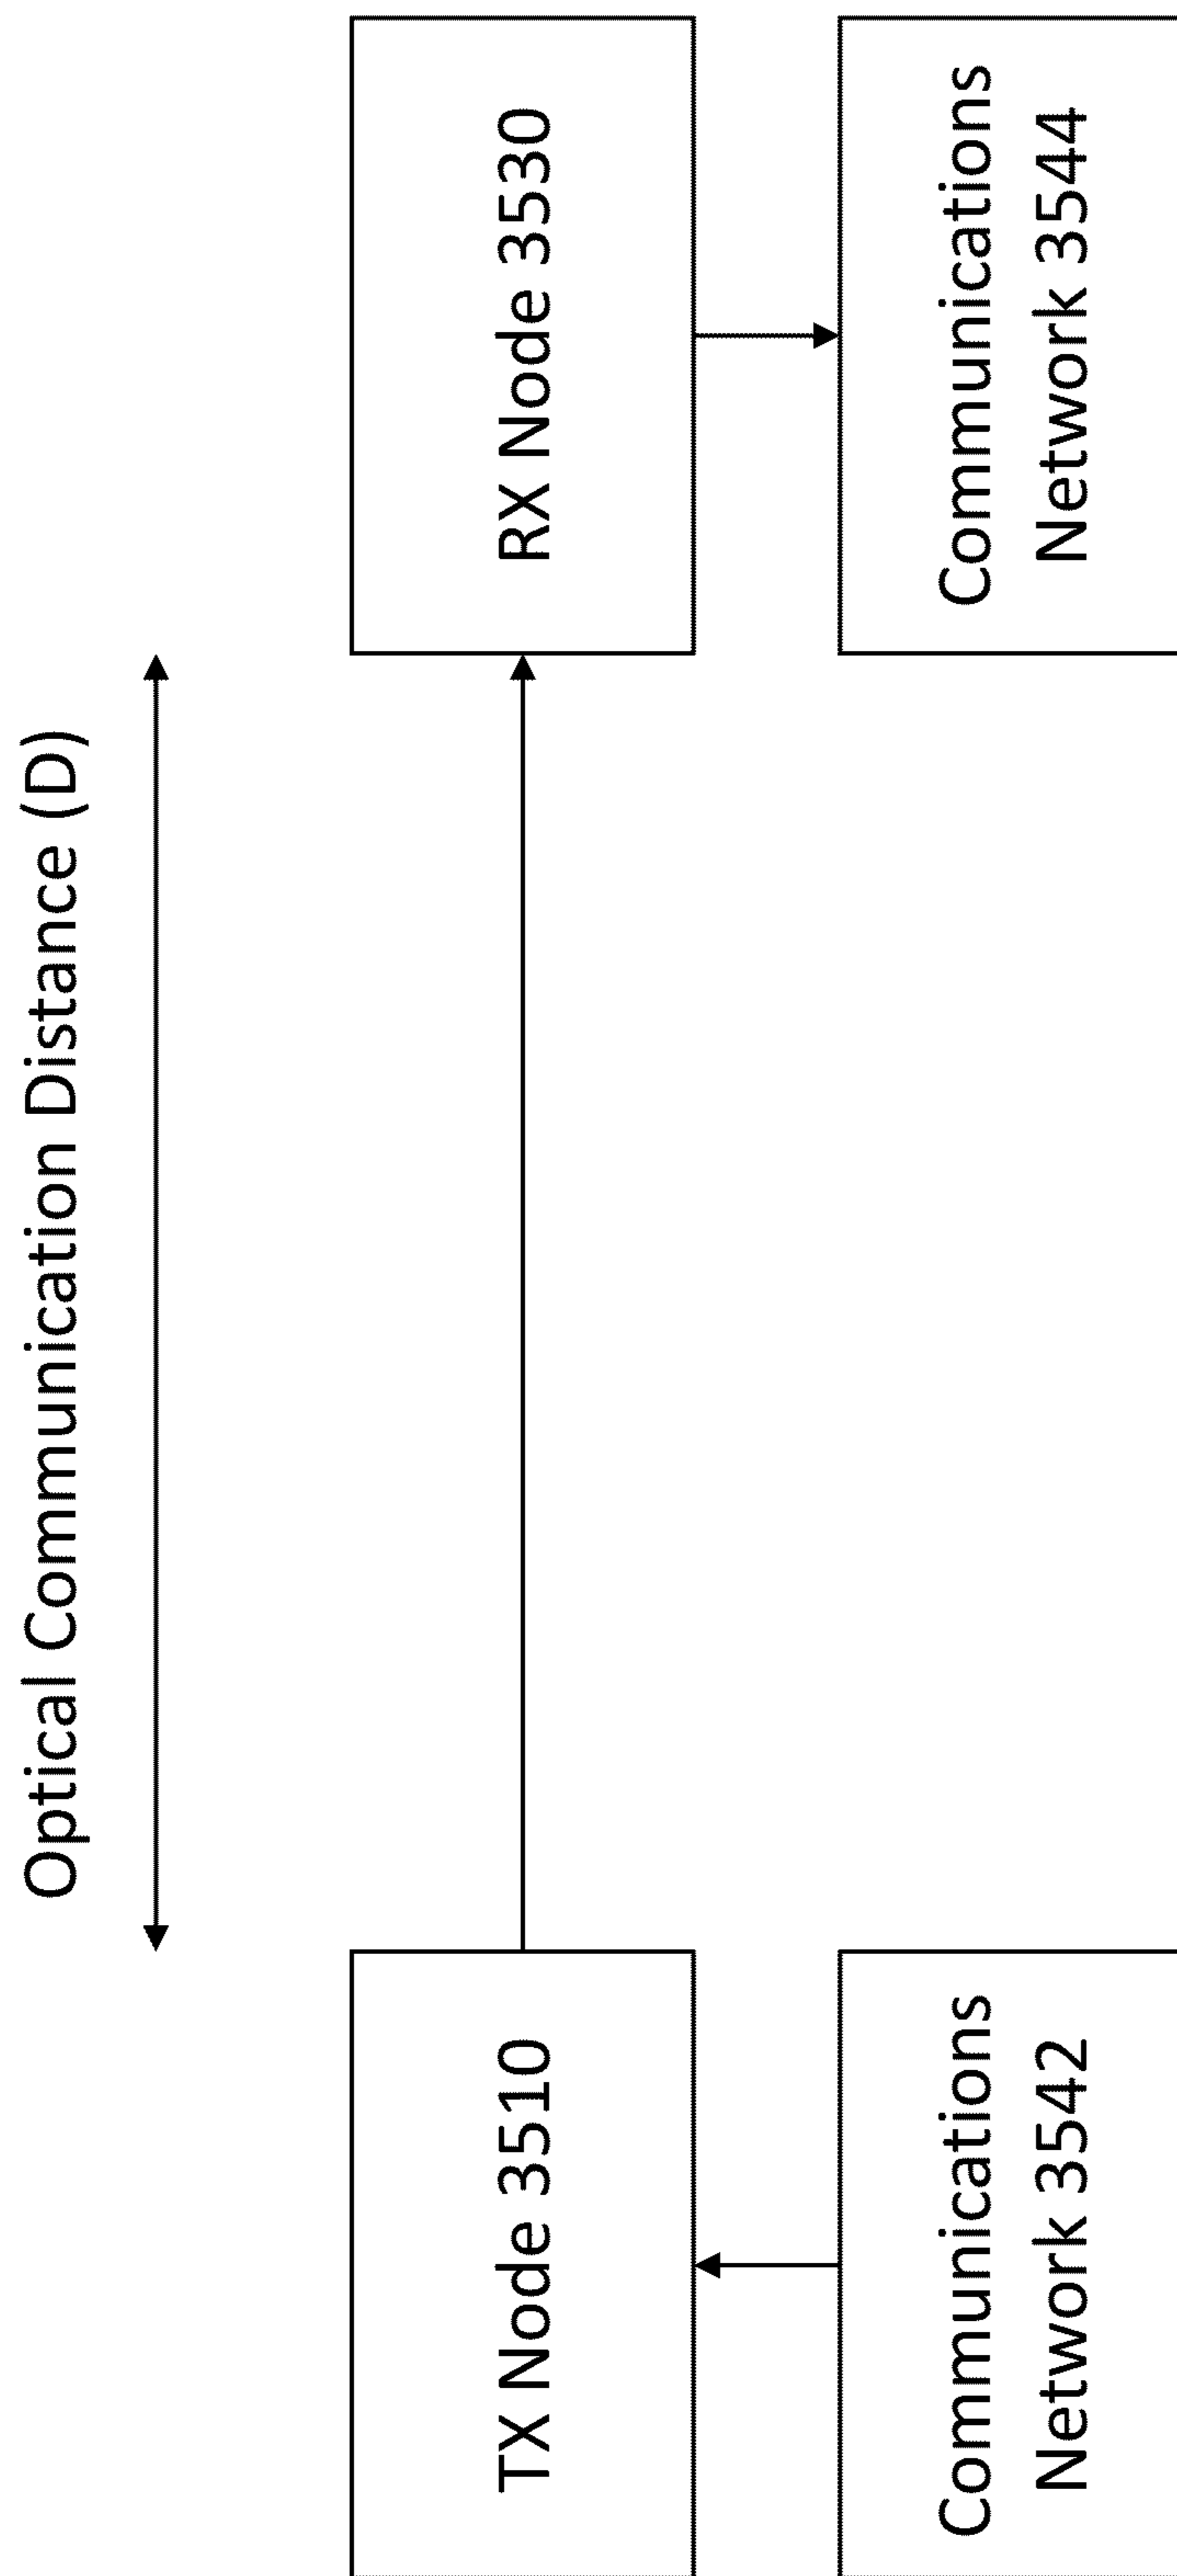 Optical Communication Distance (D)
TX Node 3510
RX Node 3530
Communications
Network 3542
Communications
Network 3544